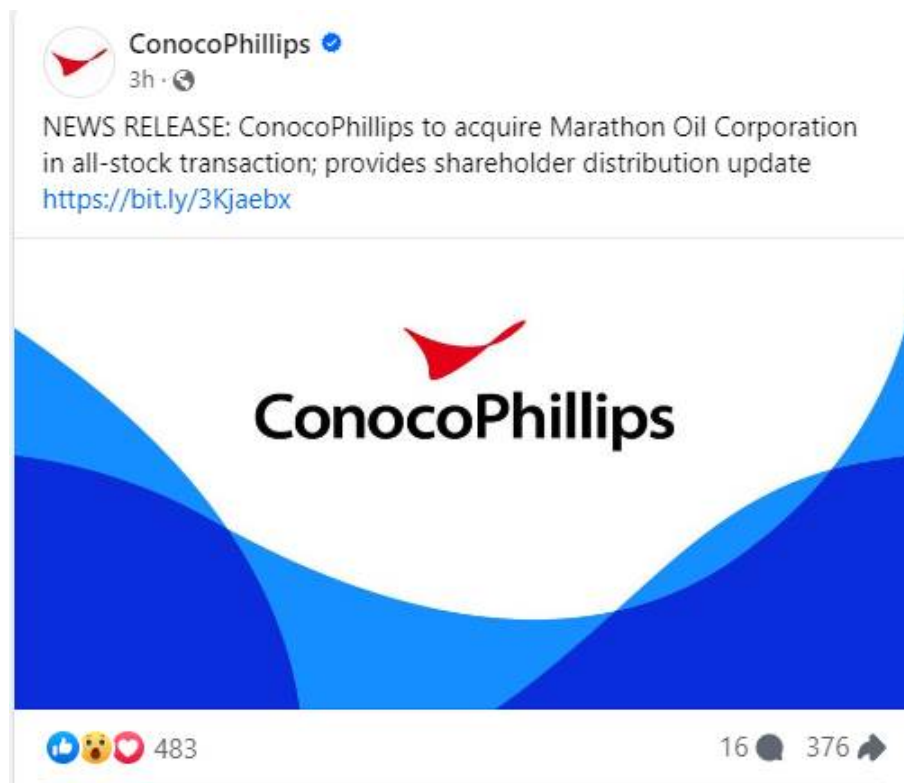 ConocoPhillips
3h ·
NEWS RELEASE: ConocoPhillips to acquire Marathon Oil Corporation
in all-stock transaction; provides shareholder distribution update
https://bit.ly/3Kjaebx
ConocoPhillips
483
16 376